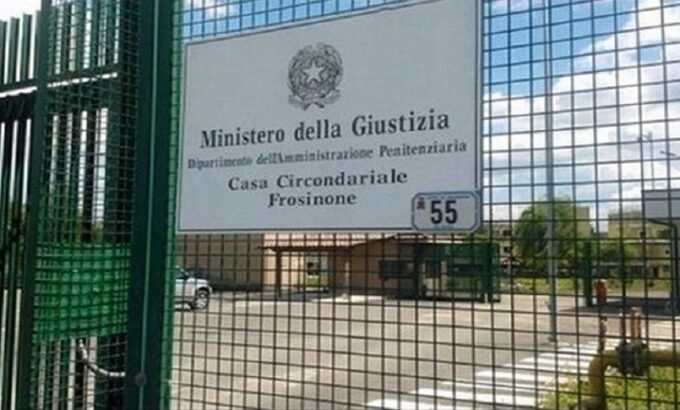 Ministero della Giustizia
Dipartimento dell'Amministrazione Penitenziaria
Casa Circondariale
Frosinone
55